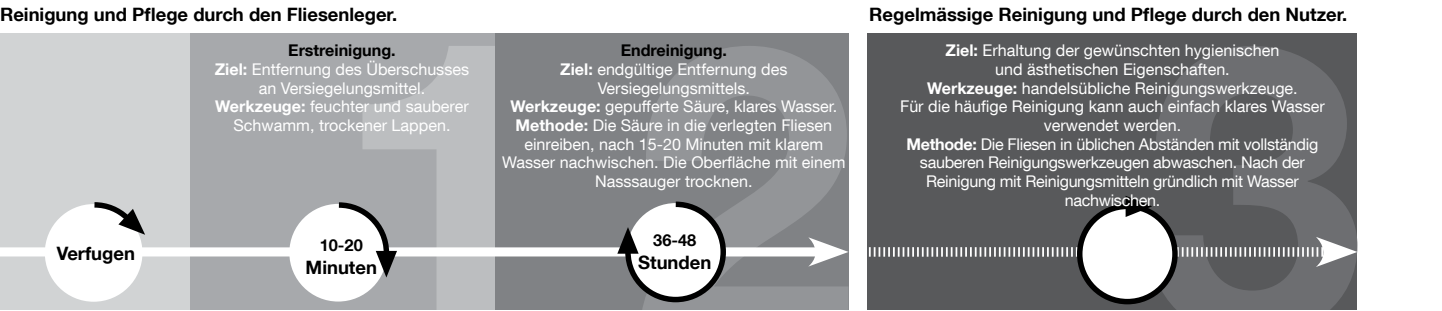 Reinigung und Pflege durch den Fliesenleger.
Verfugen
1
Erstreinigung.
Ziel: Entfernung des Überschusses
an Versiegelungsmittel.
Werkzeuge: feuchter und sauberer
Schwamm, trockener Lappen.
10-20
Minuten
2
Endreinigung.
Ziel: endgültige Entfernung des
Versiegelungsmittels.
Werkzeuge: gepufferte Säure, klares Wasser.
Methode: Die Säure in die verlegten Fliesen
einreiben, nach 15-20 Minuten mit klarem
Wasser nachwischen. Die Oberfläche mit einem
Nasssauger trocknen.
36-48
Stunden
Regelmässige Reinigung und Pflege durch den Nutzer.
3
Ziel: Erhaltung der gewünschten hygienischen
und ästhetischen Eigenschaften.
Werkzeuge: handelsübliche Reinigungswerkzeuge.
Für die häufige Reinigung kann auch einfach klares Wasser
verwendet werden.
Methode: Die Fliesen in üblichen Abständen mit vollständig
sauberen Reinigungswerkzeugen abwaschen. Nach der
Reinigung mit Reinigungsmitteln gründlich mit Wasser
nachwischen.